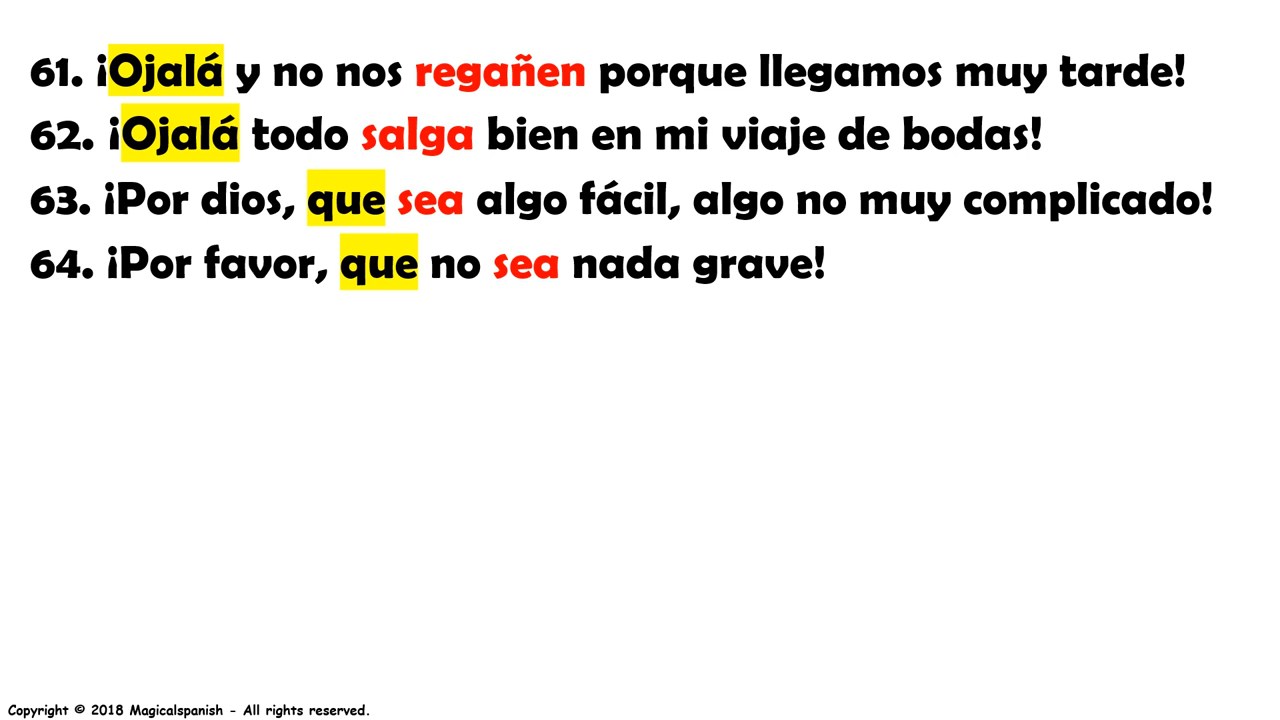 61. ¡Ojalá y no nos regañen porque llegamos muy tarde!
62. ¡Ojalá todo salga bien en mi viaje de bodas!
63. ¡Por dios, que sea algo fácil, algo no muy complicado!
64. ¡Por favor, que no sea nada grave!
Copyright © 2018 Magicalspanish - All rights reserved.